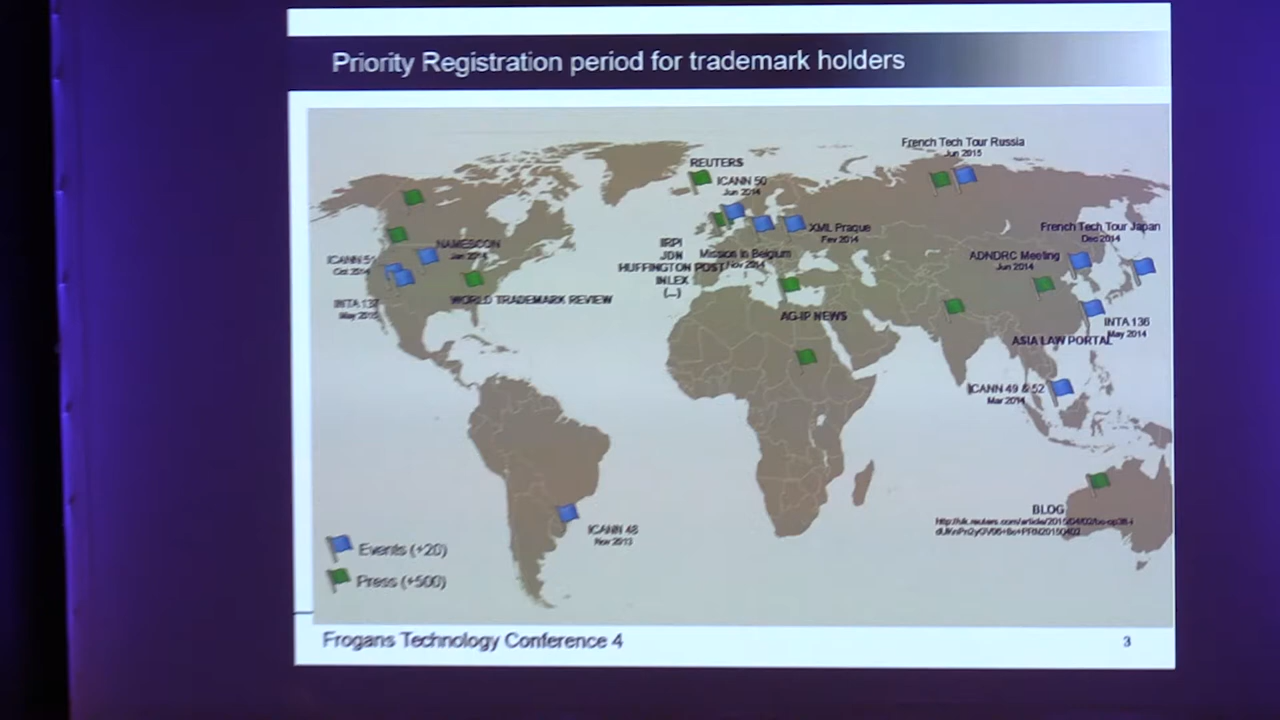 Priority Registration period for trademark holders
French Tech Tour Russia
Jun 2015
REUTERS
ICANN 50
Jun 2014
XML Prague
Fev 2014
French Tech Tour Japan
Dec 2014
NAMESCON
Jan 2014
IRPI
JDN
HUFFINGTON POST
INLEX
(...)
Mission in Belgium
Nov 2014
ADNDRC Meeting
Jun 2014
ICANN 51
Oct 2014
WORLD TRADEMARK REVIEW
INTA 137
May 2015
AG-IP NEWS
INTA 136
May 2014
ASIA LAW PORTAL
ICANN 49 & 52
Mar 2014
BLOG
ICANN 48
Nov 2013
Events (+20)
Press (+500)
Frogans Technology Conference 4
3